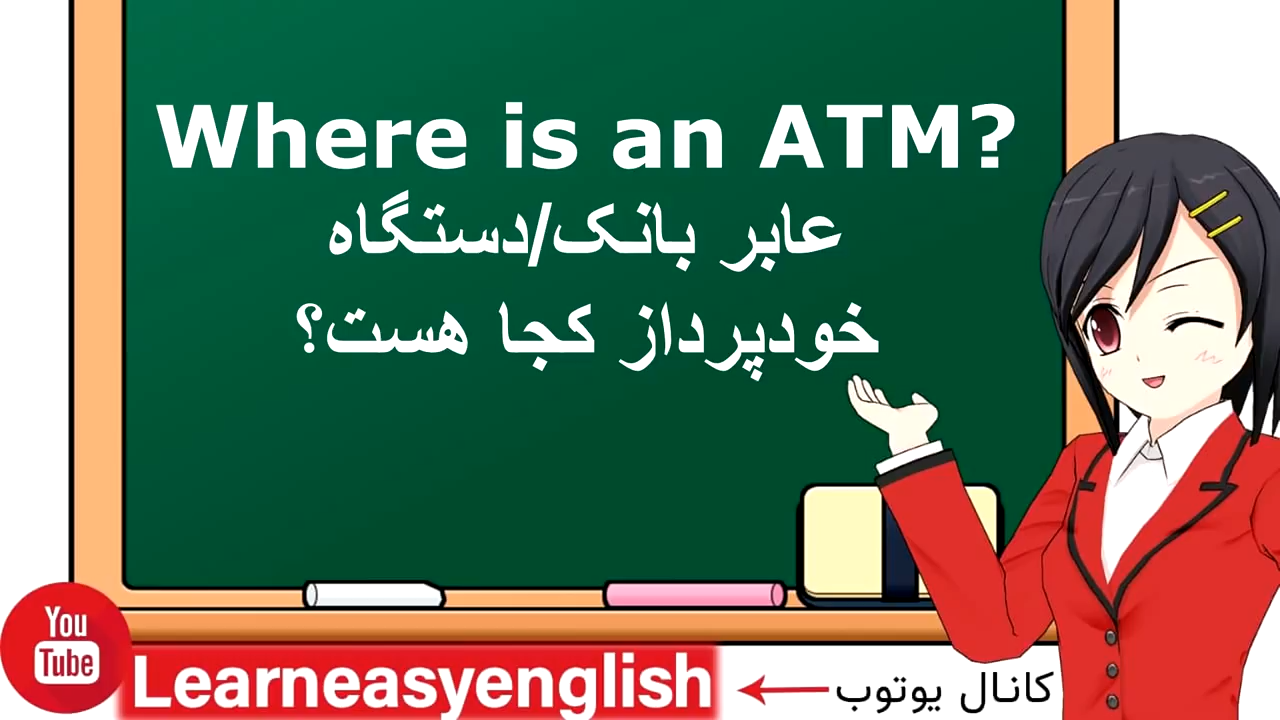 Where is an ATM?
عابر بانک/دستگاه
خودپرداز کجا هست؟
You
Tube
Learneasyenglish
کانال یوتوب